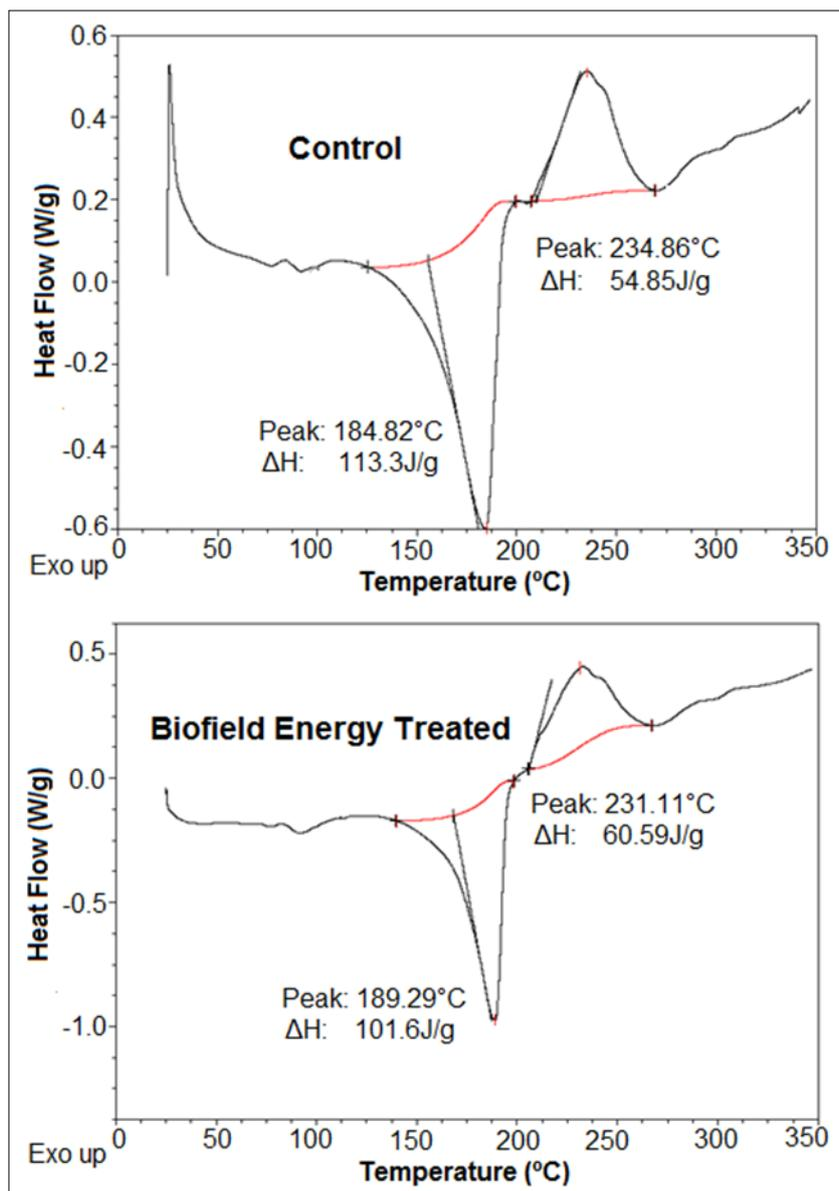 0.6
0.4
0.2
0.0
-0.2
-0.4
-0.6
Heat Flow (W/g)
Control
Peak: 234.86°C
ΔH: 54.85J/g
Peak: 184.82°C
ΔH: 113.3J/g
0 50 100 150 200 250 300 350
Exo up
Temperature (ºC)
0.5
0.0
-0.5
-1.0
Heat Flow (W/g)
Biofield Energy Treated
Peak: 231.11°C
ΔH: 60.59J/g
Peak: 189.29°C
ΔH: 101.6J/g
0 50 100 150 200 250 300 350
Exo up
Temperature (ºC)